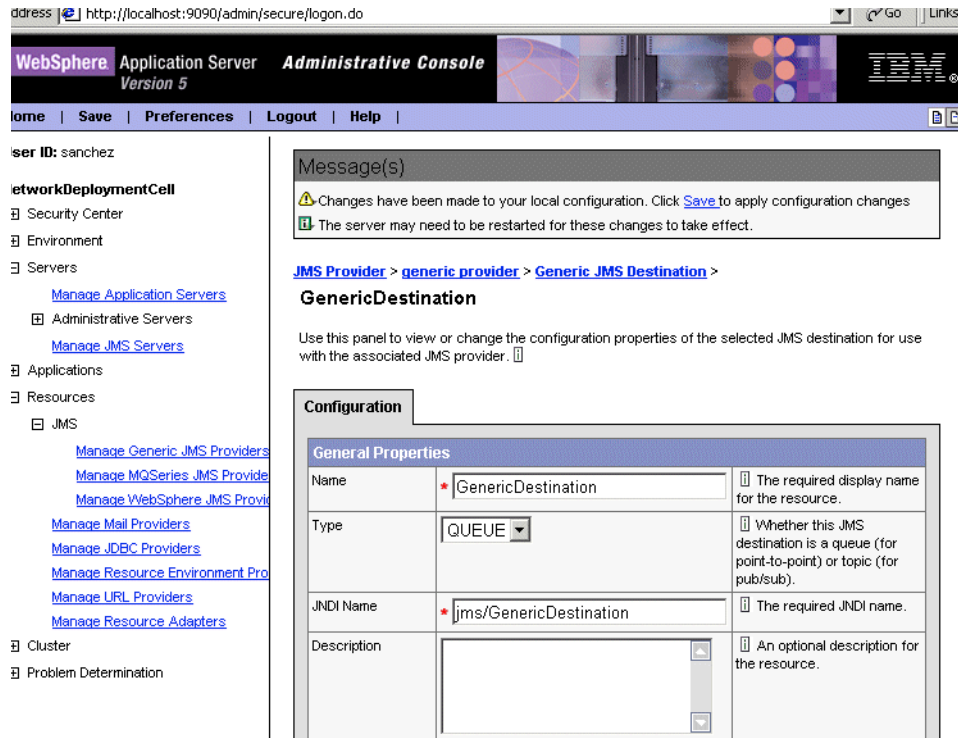 ddress http://localhost:9090/admin/secure/logon.do Go Links
WebSphere. Application Server Administrative Console
Version 5
IBM®
ome | Save | Preferences | Logout | Help |
ser ID: sanchez
etworkDeploymentCell
Security Center
Environment
Servers
Manage Application Servers
Administrative Servers
Manage JMS Servers
Applications
Resources
JMS
Manage Generic JMS Providers
Manage MQSeries JMS Provide
Manage WebSphere JMS Provi
Manage Mail Providers
Manage JDBC Providers
Manage Resource Environment Pro
Manage URL Providers
Manage Resource Adapters
Cluster
Problem Determination
Message(s)
Changes have been made to your local configuration. Click Save to apply configuration changes
The server may need to be restarted for these changes to take effect.
JMS Provider > generic provider > Generic JMS Destination >
GenericDestination
Use this panel to view or change the configuration properties of the selected JMS destination for use
with the associated JMS provider. i
Configuration
General Properties
Name * GenericDestination i The required display name
for the resource.
Type QUEUE i Whether this JMS
destination is a queue (for
point-to-point) or topic (for
pub/sub).
JNDI Name * jms/GenericDestination i The required JNDI name.
Description i An optional description for
the resource.